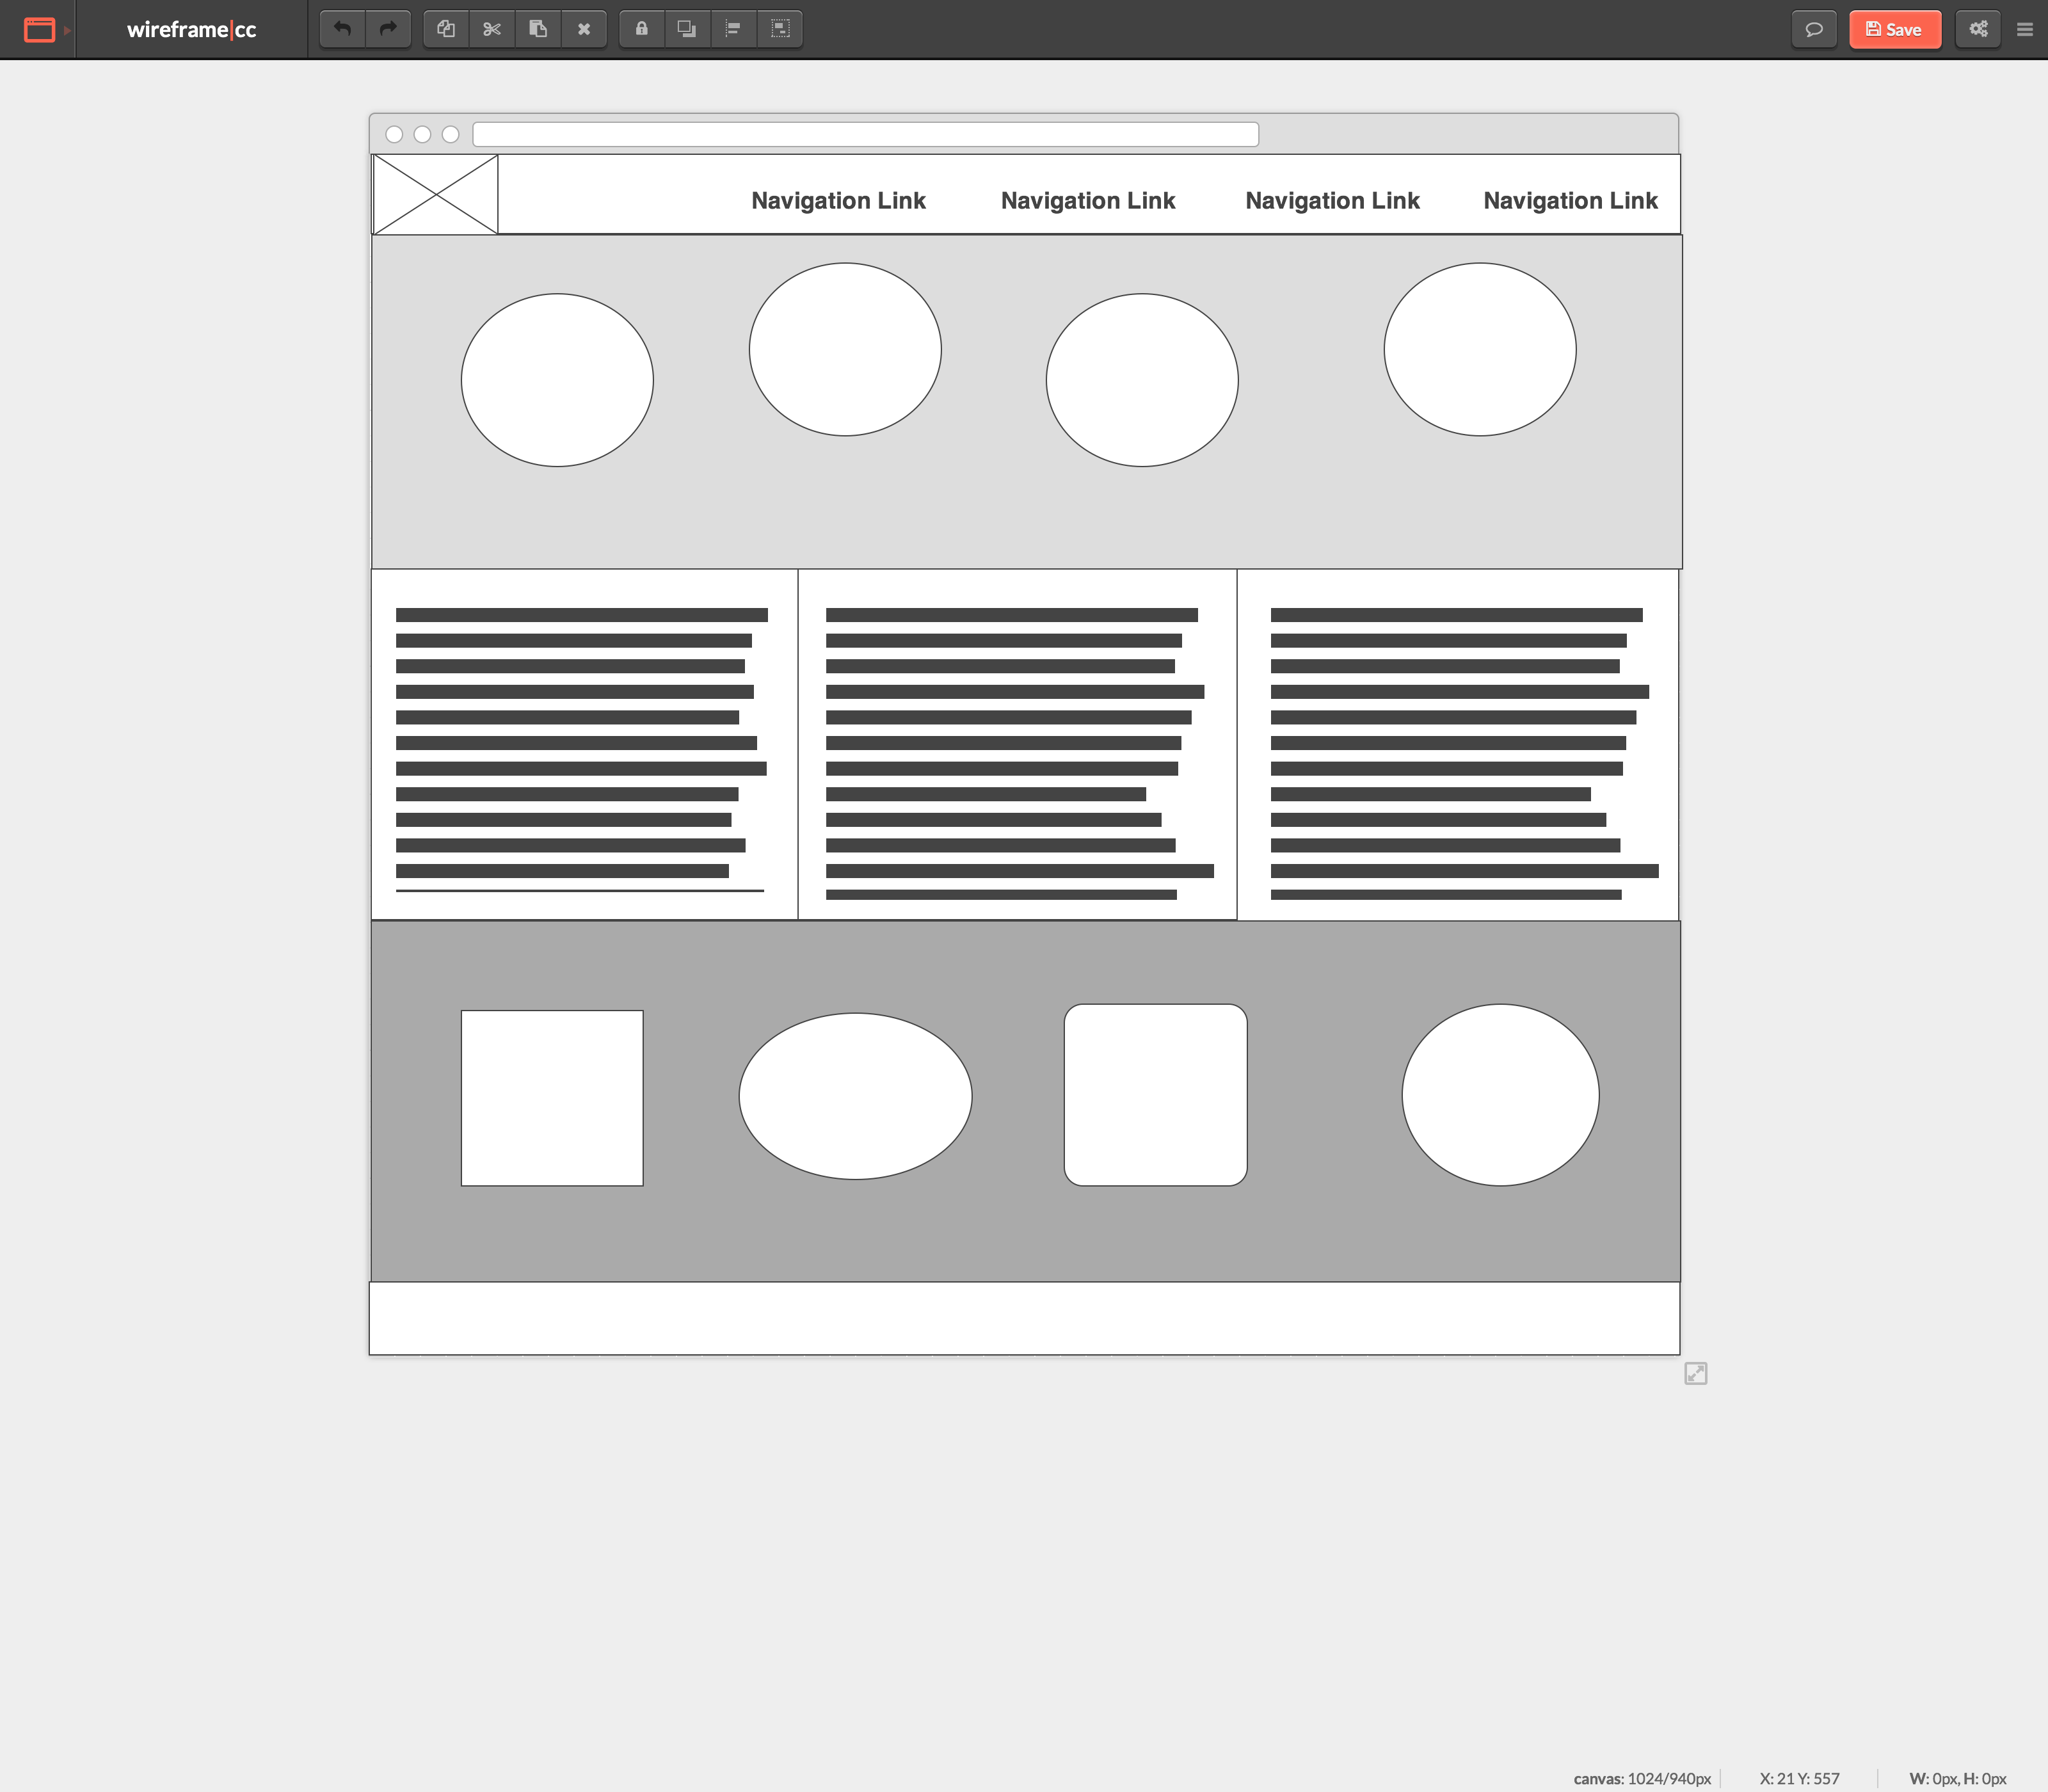 wireframe|cc
Save
Navigation Link Navigation Link Navigation Link Navigation Link
canvas: 1024/940px X: 21 Y: 557 W: 0px, H: 0px